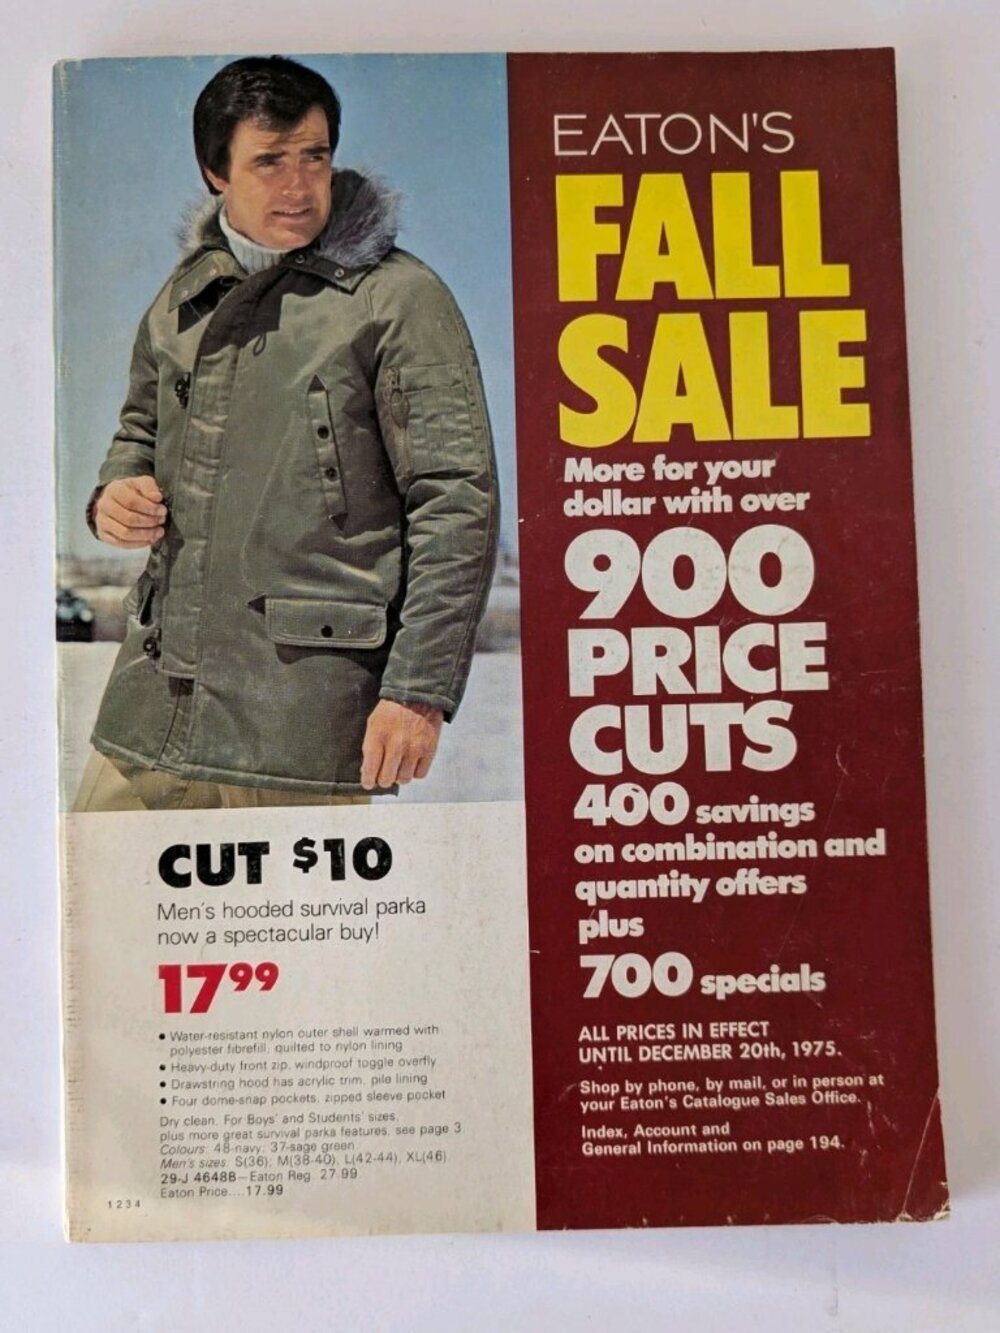 EATON'S
FALL
SALE
More for your
dollar with over
900
PRICE
CUTS
400 savings
on combination and
quantity offers
plus
700 specials
ALL PRICES IN EFFECT
UNTIL DECEMBER 20th, 1975.
Shop by phone, by mail, or in person at
your Eaton's Catalogue Sales Office.
Index, Account and
General Information on page 194.
CUT $10
Men's hooded survival parka
now a spectacular buy!
17⁹⁹
• Water-resistant nylon outer shell warmed with
polyester fibrefill, quilted to nylon lining
• Heavy-duty front zip, windproof toggle overfly
• Drawstring hood has acrylic trim, pile lining
• Four dome-snap pockets, zipped sleeve pocket
Dry clean. For Boys' and Students' sizes,
plus more great survival parka features, see page 3.
Colours: 48-navy, 37-sage green.
Men's sizes: S(36), M(38-40), L(42-44), XL(46).
29-J 4648B—Eaton Reg. 27.99.
Eaton Price....17.99
1 2 3 4